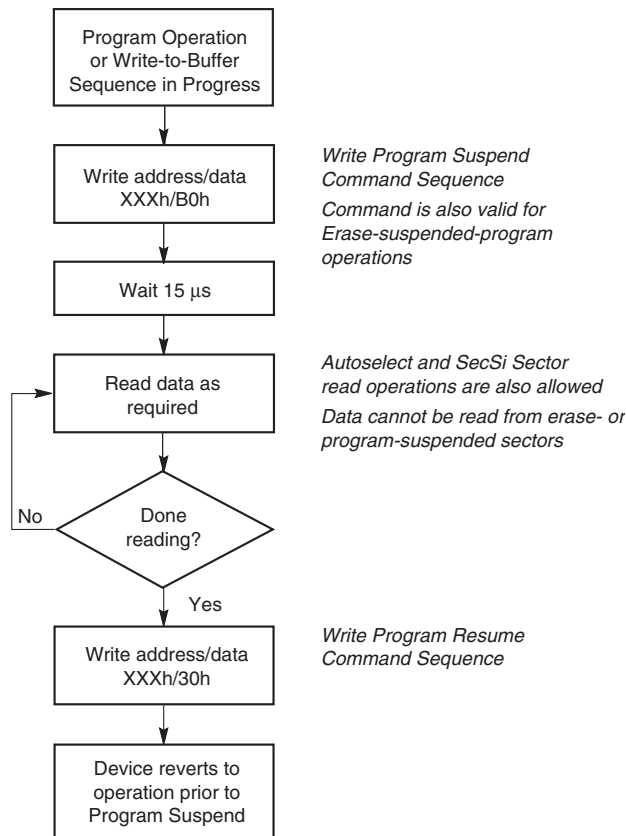 Program Operation
or Write-to-Buffer
Sequence in Progress
Write address/data
XXXh/B0h
Write Program Suspend
Command Sequence
Command is also valid for
Erase-suspended-program
operations
Wait 15 μs
Read data as
required
Autoselect and SecSi Sector
read operations are also allowed
Data cannot be read from erase- or
program-suspended sectors
No
Done
reading?
Yes
Write address/data
XXXh/30h
Write Program Resume
Command Sequence
Device reverts to
operation prior to
Program Suspend